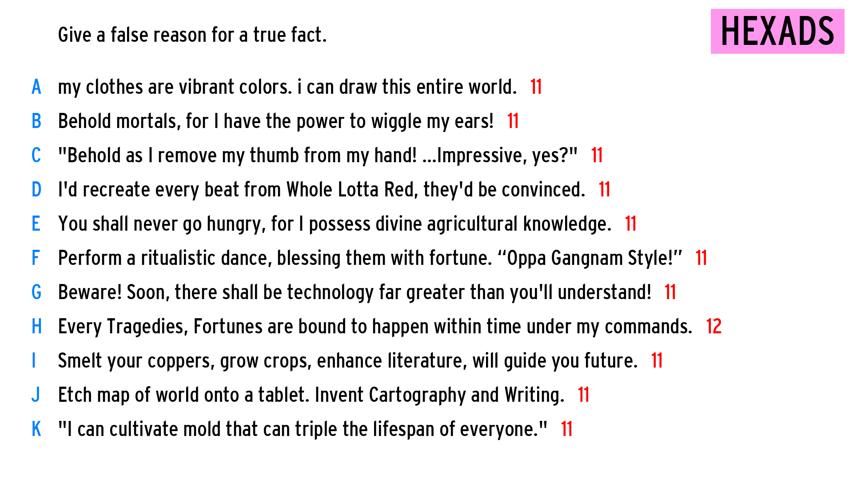 Give a false reason for a true fact.
HEXADS
A my clothes are vibrant colors. i can draw this entire world. 11
B Behold mortals, for I have the power to wiggle my ears! 11
C "Behold as I remove my thumb from my hand! ...Impressive, yes?" 11
D I'd recreate every beat from Whole Lotta Red, they'd be convinced. 11
E You shall never go hungry, for I possess divine agricultural knowledge. 11
F Perform a ritualistic dance, blessing them with fortune. “Oppa Gangnam Style!” 11
G Beware! Soon, there shall be technology far greater than you'll understand! 11
H Every Tragedies, Fortunes are bound to happen within time under my commands. 12
I Smelt your coppers, grow crops, enhance literature, will guide you future. 11
J Etch map of world onto a tablet. Invent Cartography and Writing. 11
K "I can cultivate mold that can triple the lifespan of everyone." 11